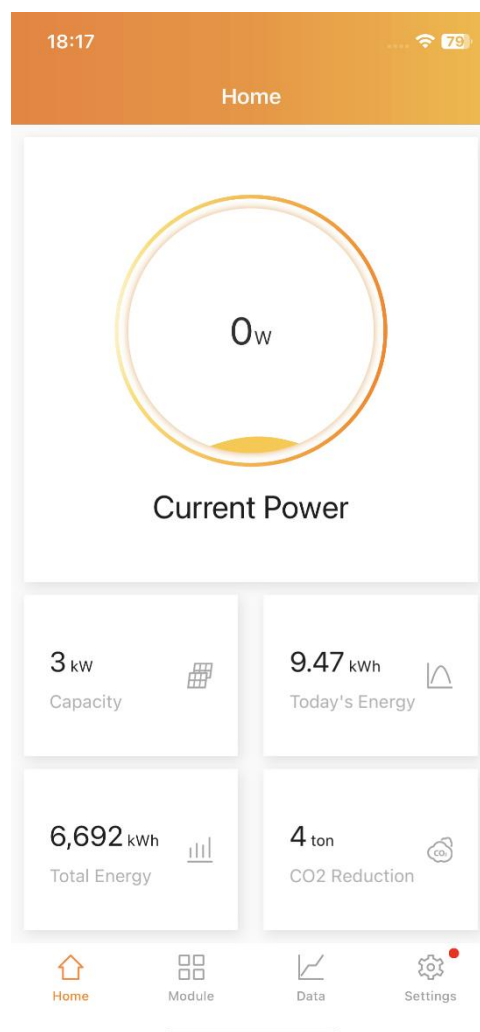 18:17
79
Home
0W
Current Power
3 kW
Capacity
9.47 kWh
Today's Energy
6,692 kWh
Total Energy
4 ton
CO2 Reduction
CO₂
Home
Module
Data
Settings